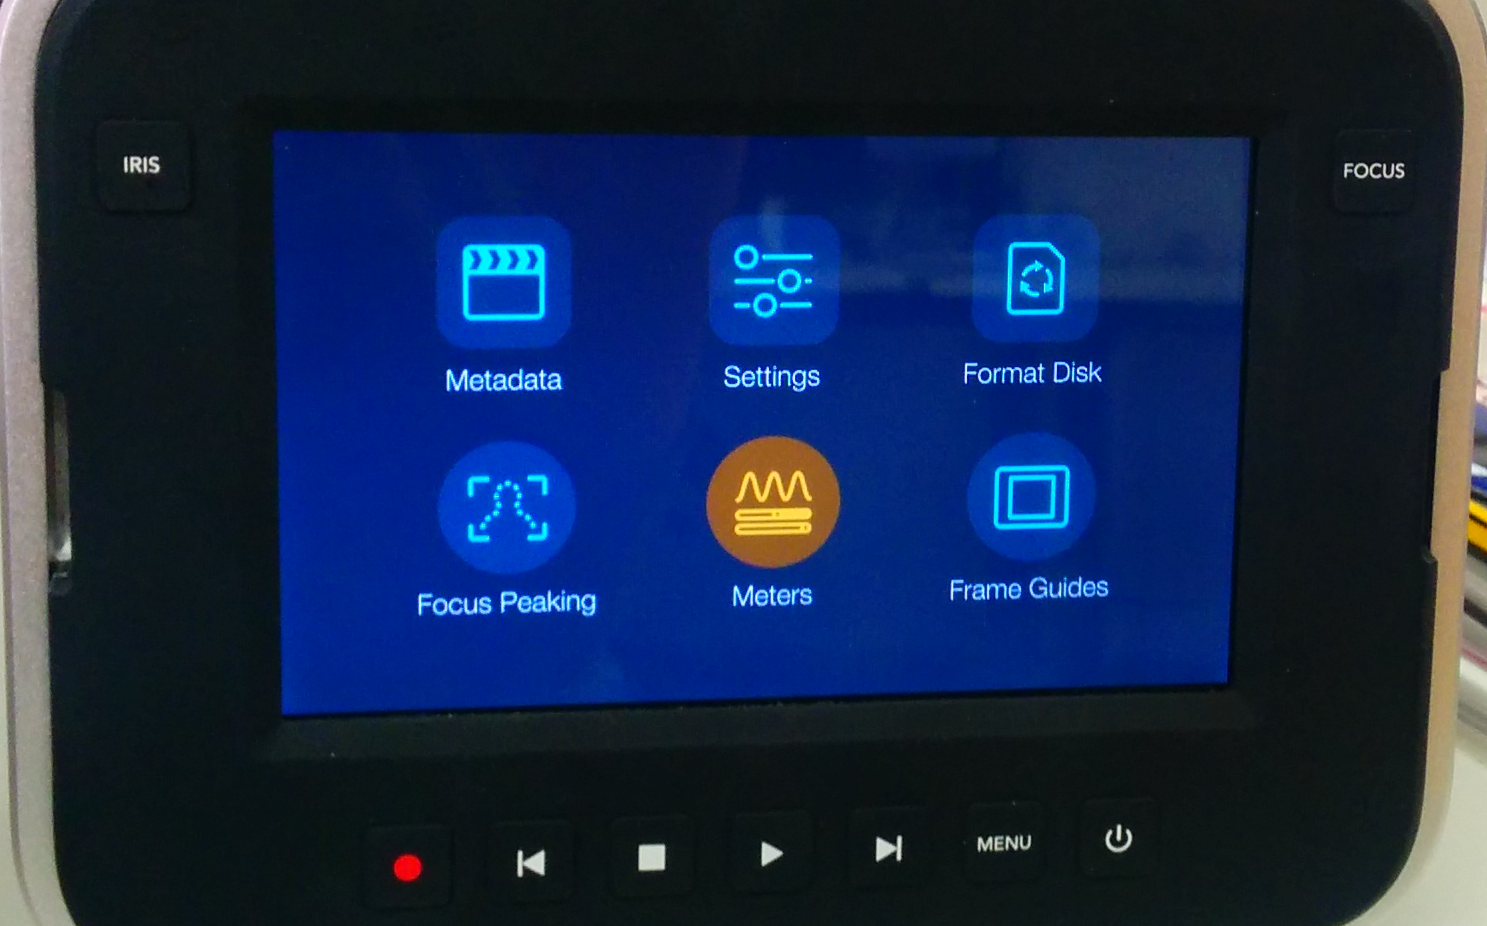 IRIS
FOCUS
Metadata
Settings
Format Disk
Focus Peaking
Meters
Frame Guides
MENU